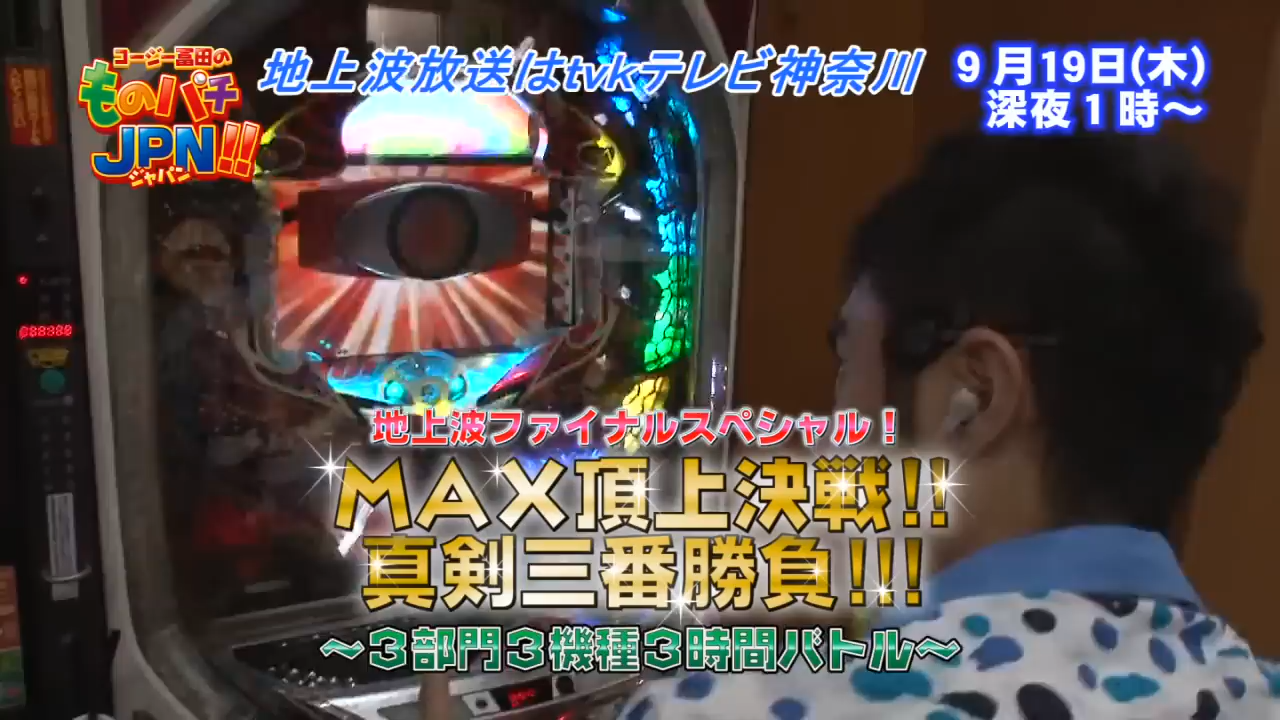 コージー冨田の
ものパチ
JPN!!
ジャパン
地上波放送はtvkテレビ神奈川
9月19日(木)
深夜1時～
地上波ファイナルスペシャル！
MAX頂上決戦!!
真剣三番勝負!!!
～3部門3機種3時間バトル～